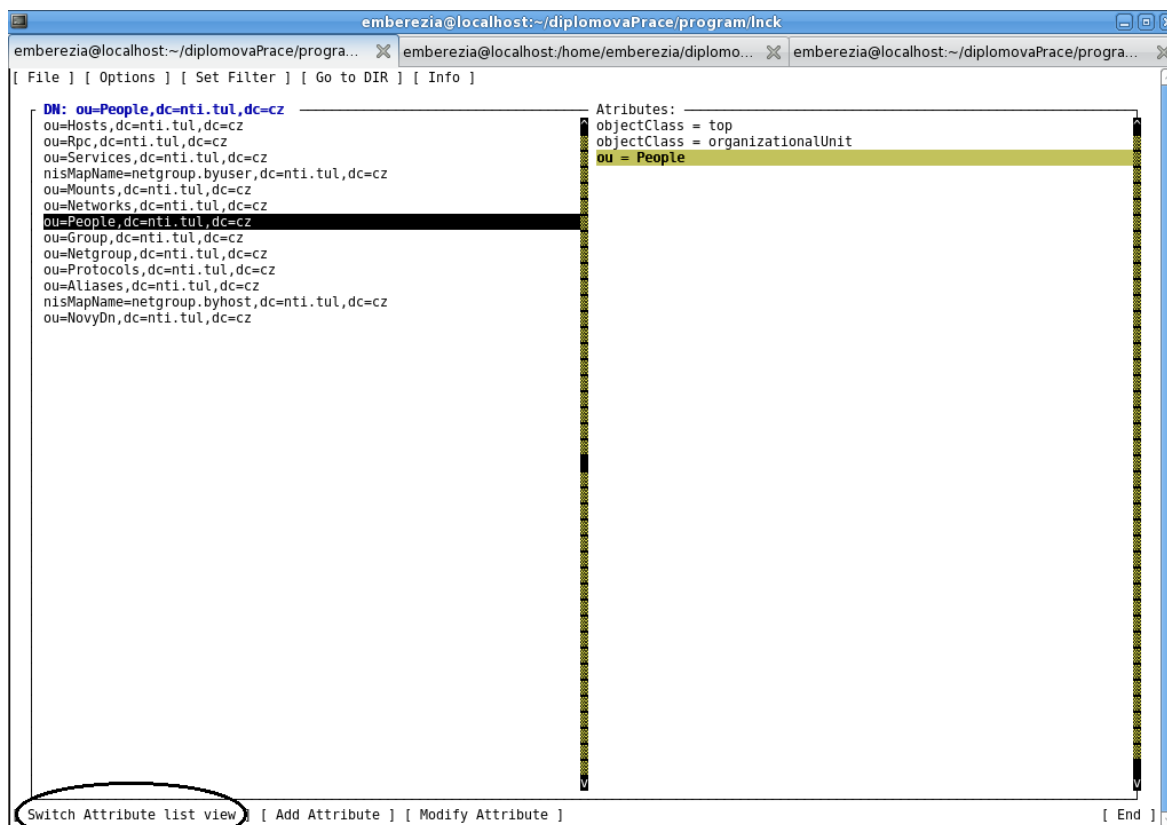 emberezia@localhost:~/diplomovaPrace/program/lnck
emberezia@localhost:~/diplomovaPrace/progra... emberezia@localhost:/home/emberezia/diplomo... emberezia@localhost:~/diplomovaPrace/progra...
[ File ] [ Options ] [ Set Filter ] [ Go to DIR ] [ Info ]
DN: ou=People,dc=nti.tul,dc=cz
ou=Hosts,dc=nti.tul,dc=cz
ou=Rpc,dc=nti.tul,dc=cz
ou=Services,dc=nti.tul,dc=cz
nisMapName=netgroup.byuser,dc=nti.tul,dc=cz
ou=Mounts,dc=nti.tul,dc=cz
ou=Networks,dc=nti.tul,dc=cz
ou=People,dc=nti.tul,dc=cz
ou=Group,dc=nti.tul,dc=cz
ou=Netgroup,dc=nti.tul,dc=cz
ou=Protocols,dc=nti.tul,dc=cz
ou=Aliases,dc=nti.tul,dc=cz
nisMapName=netgroup.byhost,dc=nti.tul,dc=cz
ou=NovyDn,dc=nti.tul,dc=cz
Atributes:
objectClass = top
objectClass = organizationalUnit
ou = People
[ Switch Attribute list view ] [ Add Attribute ] [ Modify Attribute ] [ End ]